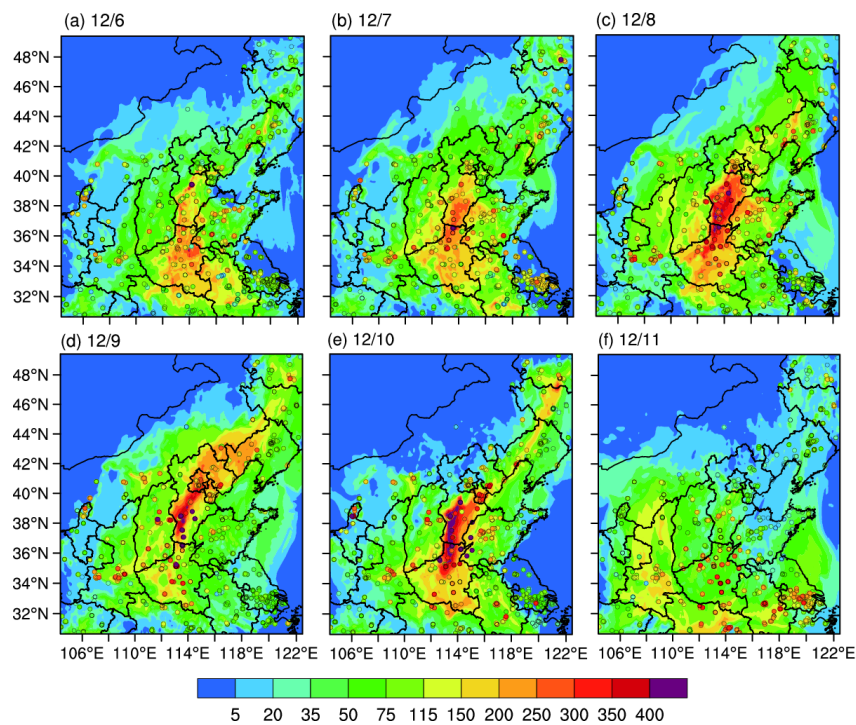 (a) 12/6
(b) 12/7
(c) 12/8
48°N
46°N
44°N
42°N
40°N
38°N
36°N
34°N
32°N
(d) 12/9
(e) 12/10
(f) 12/11
48°N
46°N
44°N
42°N
40°N
38°N
36°N
34°N
32°N
106°E 110°E 114°E 118°E 122°E 106°E 110°E 114°E 118°E 122°E 106°E 110°E 114°E 118°E 122°E
5 20 35 50 75 115 150 200 250 300 350 400